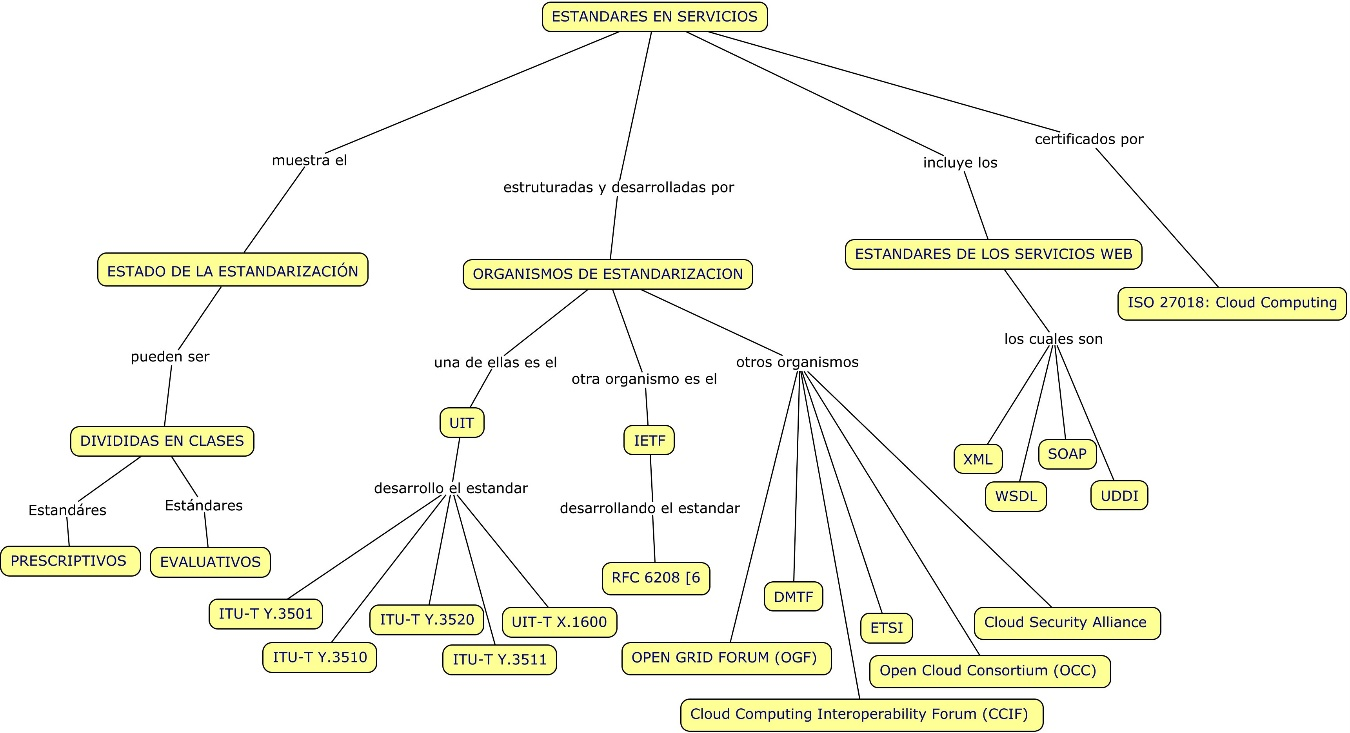 ESTANDARES EN SERVICIOS
certificados por
muestra el
incluye los
estruturadas y desarrolladas por
ESTANDARES DE LOS SERVICIOS WEB
ESTADO DE LA ESTANDARIZACIÓN
ORGANISMOS DE ESTANDARIZACION
ISO 27018: Cloud Computing
los cuales son
pueden ser
una de ellas es el
otros organismos
otra organismo es el
UIT
DIVIDIDAS EN CLASES
IETF
XML
SOAP
WSDL
UDDI
desarrollo el estandar
Estandáres
Estándares
desarrollando el estandar
PRESCRIPTIVOS
EVALUATIVOS
RFC 6208 [6
DMTF
ITU-T Y.3501
ITU-T Y.3520
UIT-T X.1600
ETSI
Cloud Security Alliance
ITU-T Y.3510
ITU-T Y.3511
OPEN GRID FORUM (OGF)
Open Cloud Consortium (OCC)
Cloud Computing Interoperability Forum (CCIF)